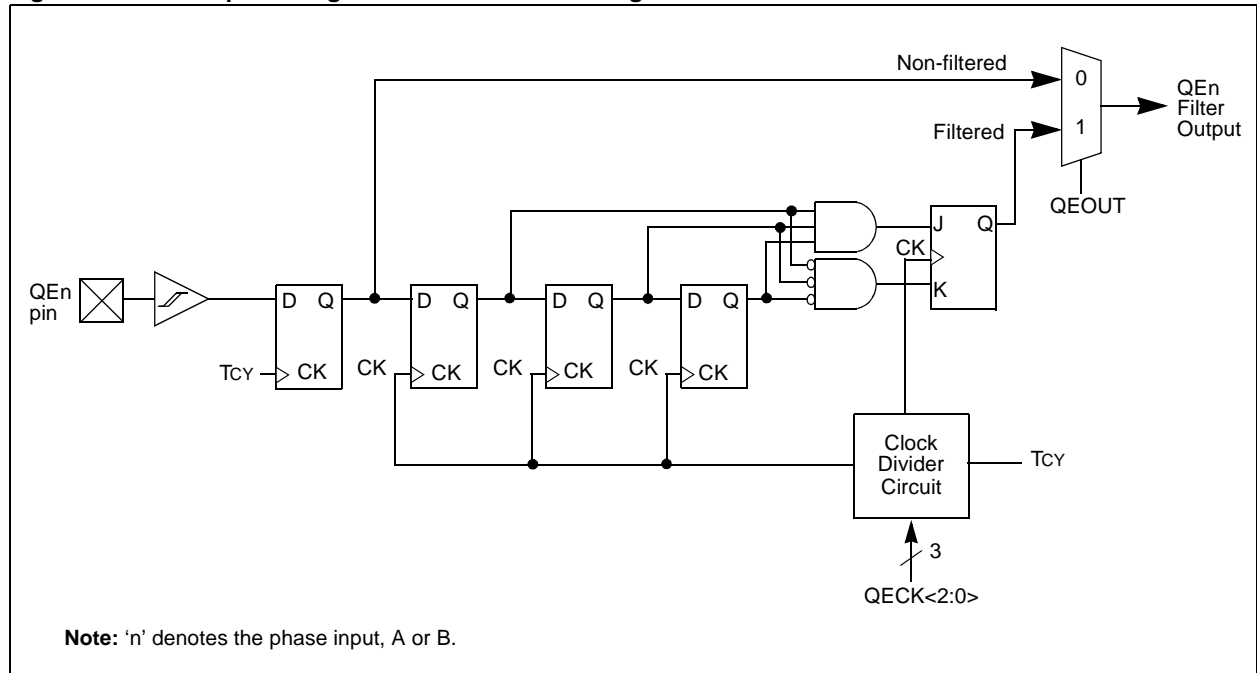 Non-filtered
0
QEn
Filter
Output
Filtered
1
QEOUT
J Q
CK
K
QEn
pin
D Q
D Q
D Q
D Q
TCY
CK
CK
CK
CK
CK
CK
CK
Clock
Divider
Circuit
TCY
3
QECK<2:0>
Note: ‘n’ denotes the phase input, A or B.